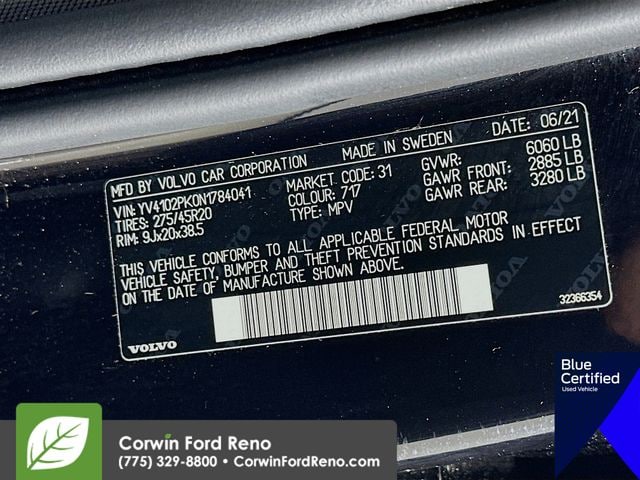 MFD BY VOLVO CAR CORPORATION MADE IN SWEDEN DATE: 06/21
VIN: YV4102PK0N1784041 MARKET CODE: 31 GVWR: 6060 LB
TIRES: 275/45R20 COLOUR: 717 GAWR FRONT: 2885 LB
RIM: 9Jx20x38.5 TYPE: MPV GAWR REAR: 3280 LB
THIS VEHICLE CONFORMS TO ALL APPLICABLE FEDERAL MOTOR
VEHICLE SAFETY, BUMPER AND THEFT PREVENTION STANDARDS IN EFFECT
ON THE DATE OF MANUFACTURE SHOWN ABOVE.
32366354
VOLVO
Blue
Certified
Used Vehicle
Corwin Ford Reno
(775) 329-8800 • CorwinFordReno.com